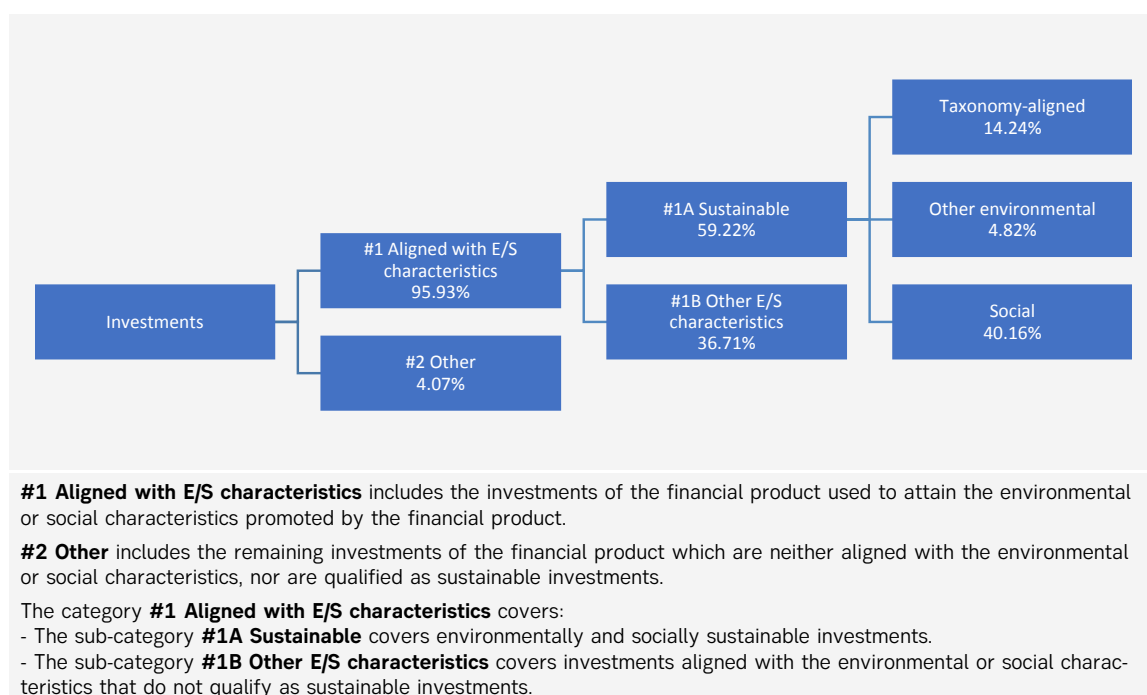 Investments
#1 Aligned with E/S
characteristics
95.93%
#2 Other
4.07%
#1A Sustainable
59.22%
#1B Other E/S
characteristics
36.71%
Taxonomy-aligned
14.24%
Other environmental
4.82%
Social
40.16%
#1 Aligned with E/S characteristics includes the investments of the financial product used to attain the environmental
or social characteristics promoted by the financial product.
#2 Other includes the remaining investments of the financial product which are neither aligned with the environmental
or social characteristics, nor are qualified as sustainable investments.
The category #1 Aligned with E/S characteristics covers:
- The sub-category #1A Sustainable covers environmentally and socially sustainable investments.
- The sub-category #1B Other E/S characteristics covers investments aligned with the environmental or social charac-
teristics that do not qualify as sustainable investments.